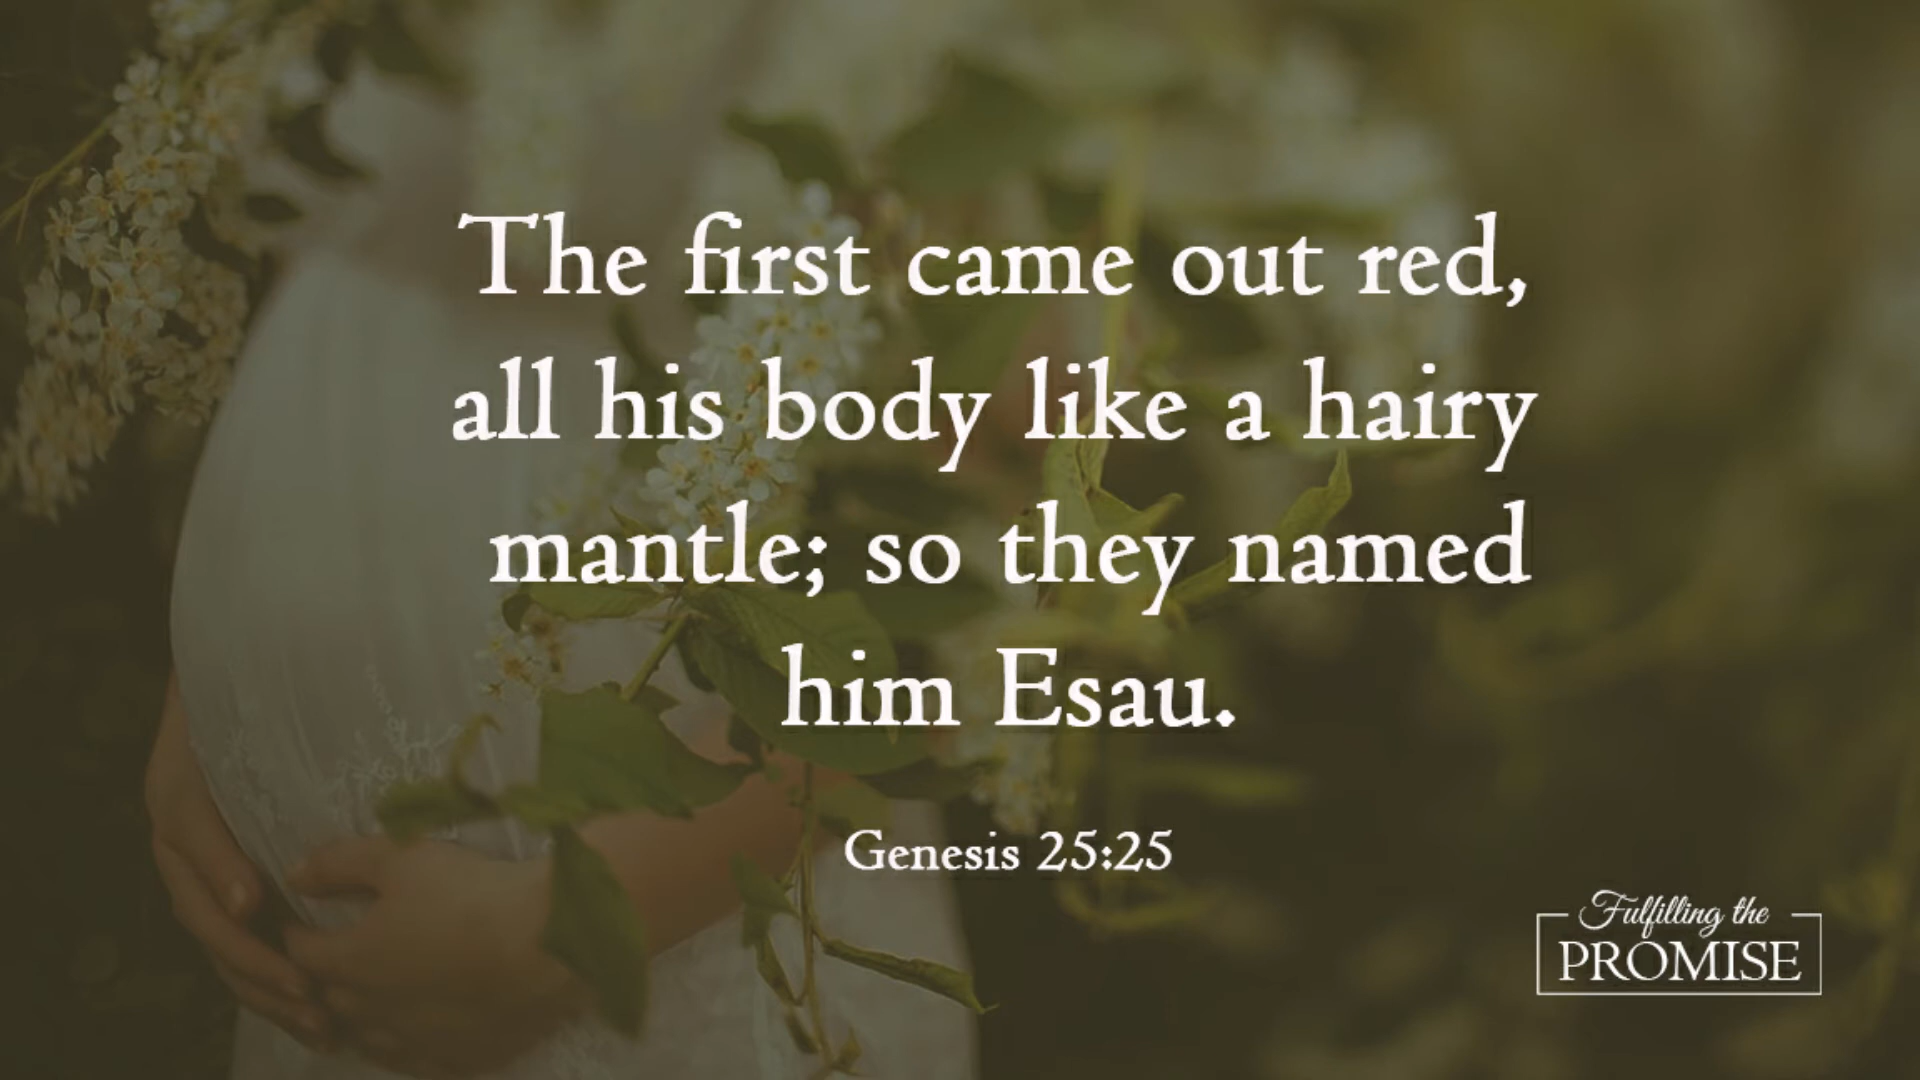 The first came out red,
all his body like a hairy
mantle; so they named
him Esau.
Genesis 25:25
Fulfilling the
PROMISE